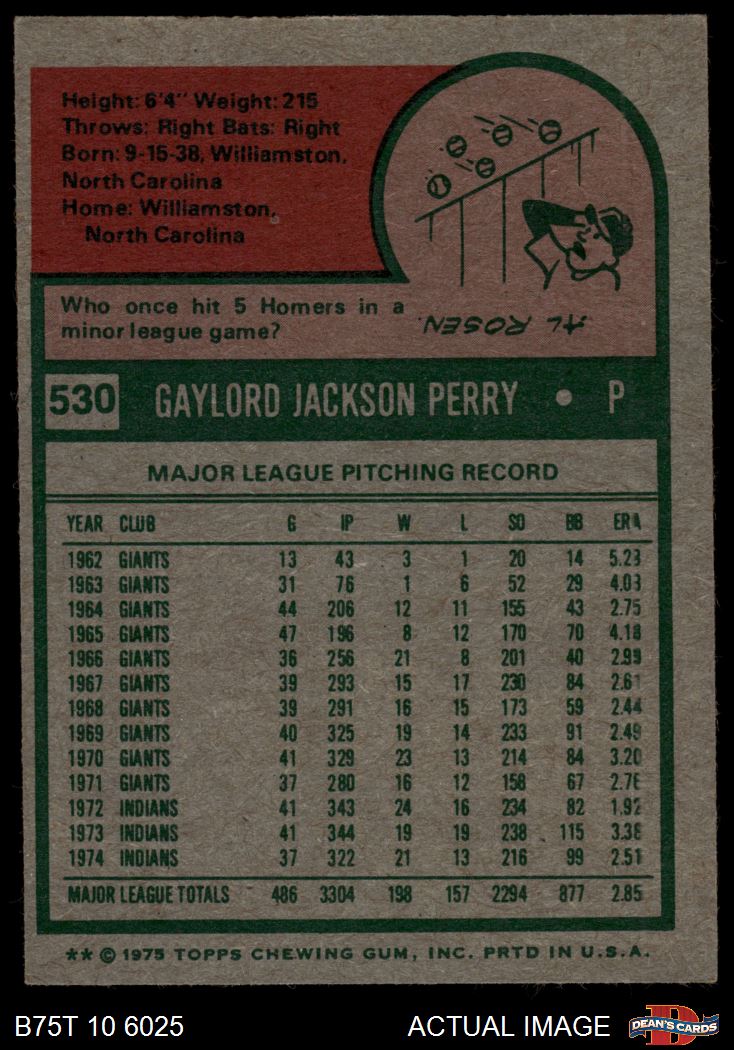 Height: 6'4" Weight: 215
Throws: Right Bats: Right
Born: 9-15-38, Williamston,
North Carolina
Home: Williamston,
North Carolina
Who once hit 5 Homers in a
minor league game?
AL ROSEN.
530 GAYLORD JACKSON PERRY • P
MAJOR LEAGUE PITCHING RECORD
YEAR CLUB G IP W L SO BB ERA
1962 GIANTS 13 43 3 1 20 14 5.23
1963 GIANTS 31 76 1 6 52 29 4.03
1964 GIANTS 44 206 12 11 155 43 2.75
1965 GIANTS 47 196 8 12 170 70 4.18
1966 GIANTS 36 256 21 8 201 40 2.99
1967 GIANTS 39 293 15 17 230 84 2.61
1968 GIANTS 39 291 16 15 173 59 2.44
1969 GIANTS 40 325 19 14 233 91 2.49
1970 GIANTS 41 329 23 13 214 84 3.20
1971 GIANTS 37 280 16 12 158 67 2.76
1972 INDIANS 41 343 24 16 234 82 1.92
1973 INDIANS 41 344 19 19 238 115 3.38
1974 INDIANS 37 322 21 13 216 99 2.51
MAJOR LEAGUE TOTALS 486 3304 198 157 2294 877 2.85
** © 1975 TOPPS CHEWING GUM, INC. PRTD IN U.S.A.
B75T 10 6025 ACTUAL IMAGE DEAN'S CARDS